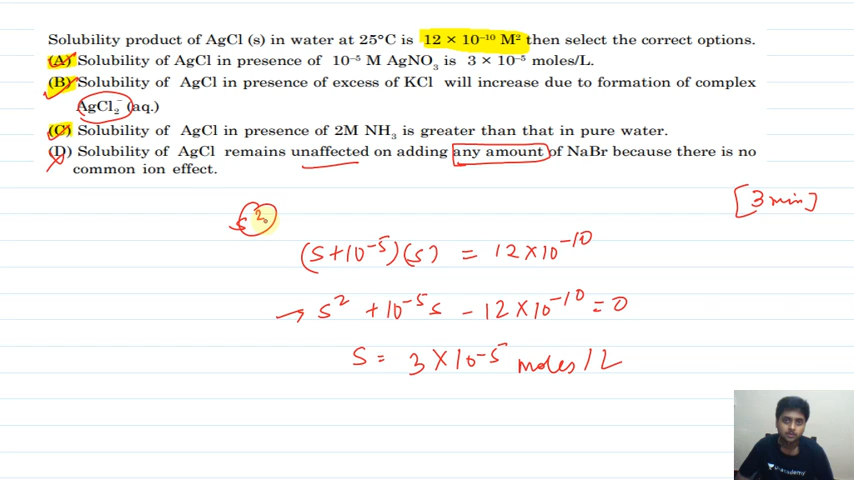 Solubility product of AgCl (s) in water at 25°C is 12 × 10⁻¹⁰ M² then select the correct options.
(A) Solubility of AgCl in presence of 10⁻⁵ M AgNO₃ is 3 × 10⁻⁵ moles/L.
(B) Solubility of AgCl in presence of excess of KCl will increase due to formation of complex
AgCl₂⁻ (aq.)
(C) Solubility of AgCl in presence of 2M NH₃ is greater than that in pure water.
(D) Solubility of AgCl remains unaffected on adding any amount of NaBr because there is no
common ion effect.
[3 min]
(S+10⁻⁵)(S) = 12×10⁻¹⁰
→ S² + 10⁻⁵S - 12×10⁻¹⁰ = 0
S = 3×10⁻⁵ moles/L